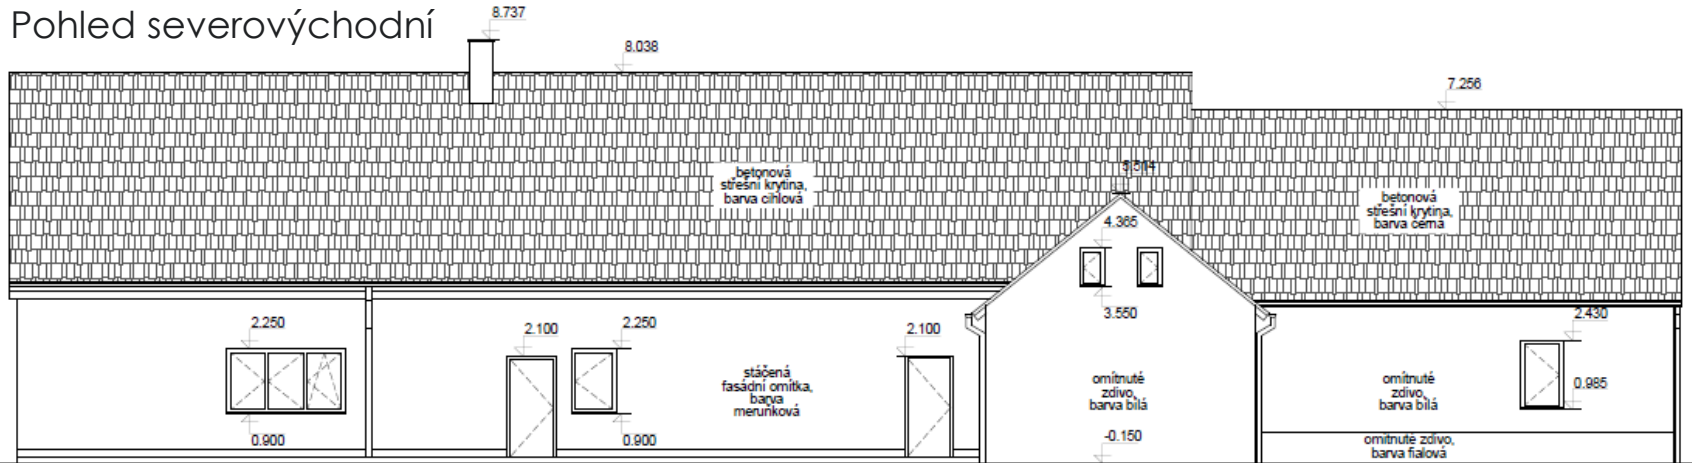 Pohled severovýchodní
8.737
8.038
7.256
5.514
betonová
střešní krytina,
barva cihlová
betonová
střešní krytina,
barva černá
4.365
3.550
2.250
2.100
2.250
2.100
2.430
stáčená
fasádní omítka,
barva
meruňková
omítnuté
zdivo,
barva bílá
omítnuté
zdivo,
barva bílá
0.985
0.900
0.900
-0.150
omítnuté zdivo,
barva fialová